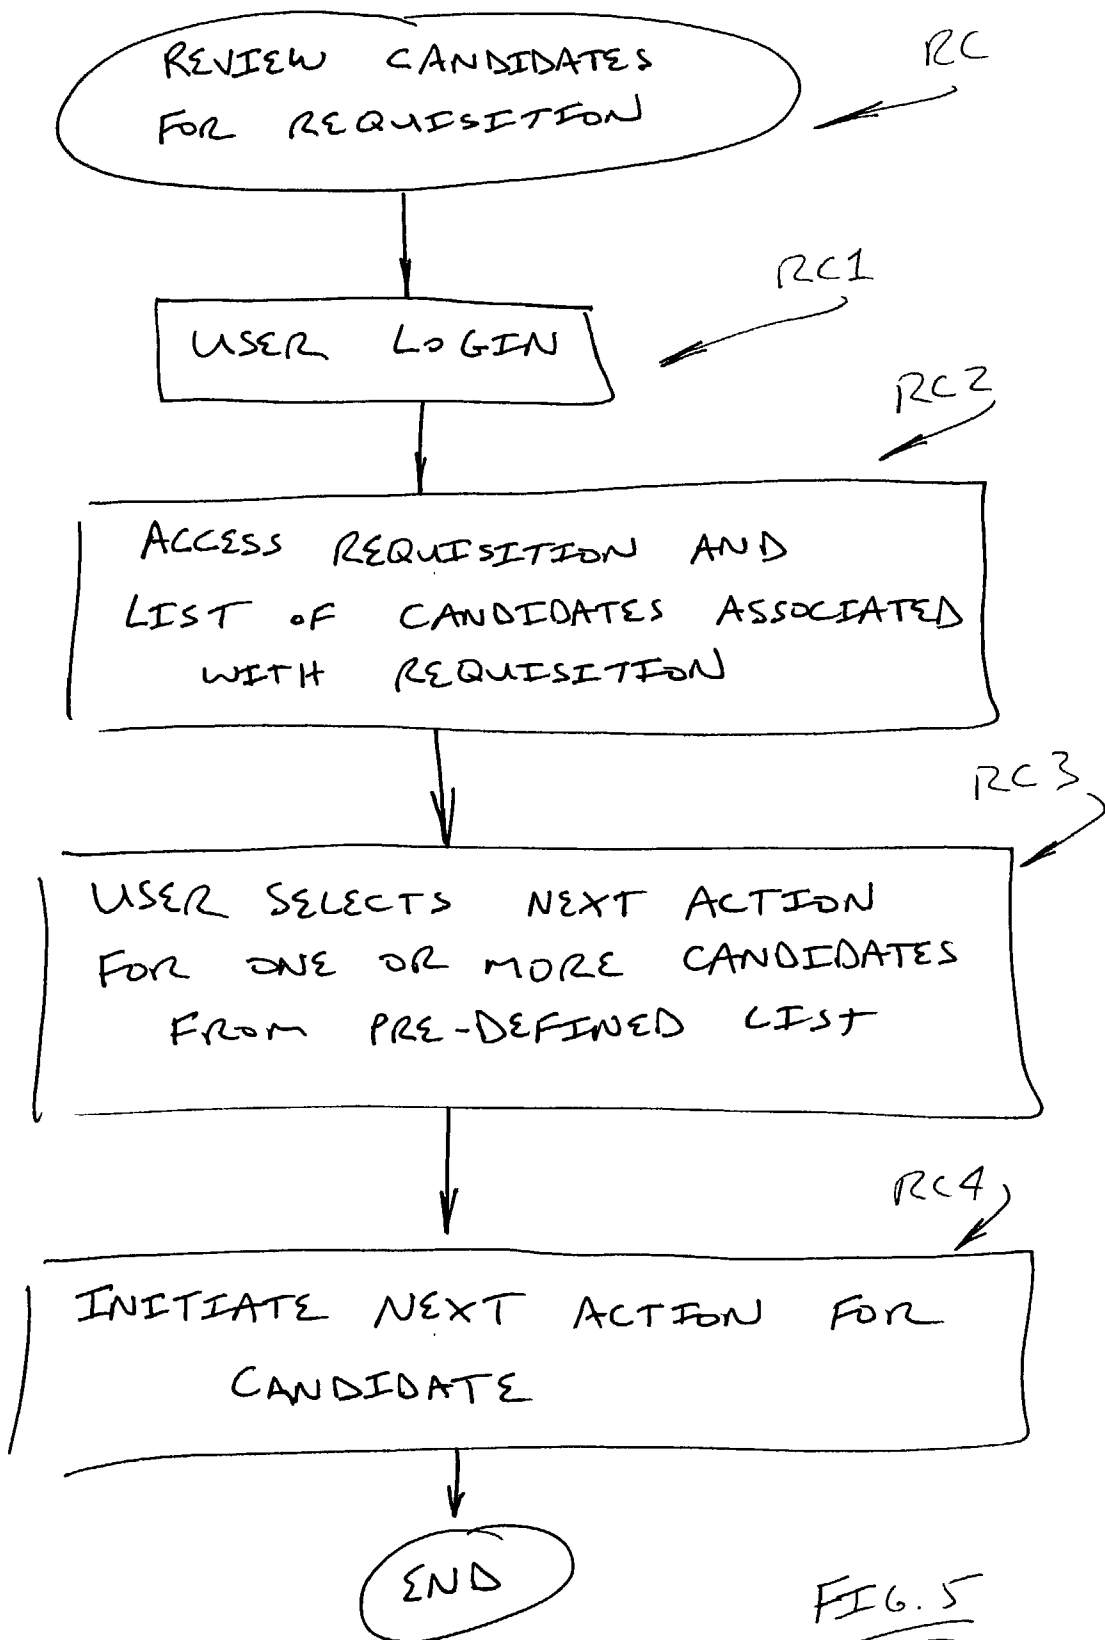 REVIEW CANDIDATES
FOR REQUISITION
RC
RC1
USER LOGIN
RC2
ACCESS REQUISITION AND
LIST OF CANDIDATES ASSOCIATED
WITH REQUISITION
RC3
USER SELECTS NEXT ACTION
FOR ONE OR MORE CANDIDATES
FROM PRE-DEFINED LIST
RC4
INITIATE NEXT ACTION FOR
CANDIDATE
END
FIG. 5